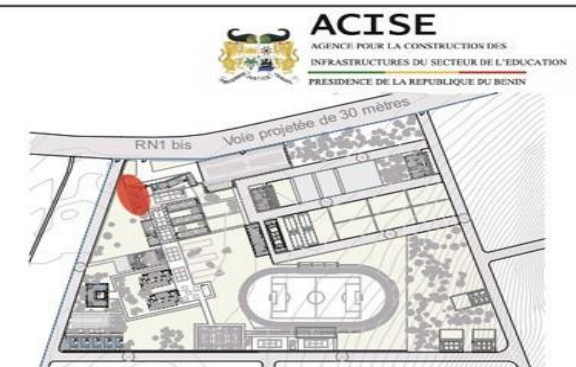 ACISE
AGENCE POUR LA CONSTRUCTION DES
INFRASTRUCTURES DU SECTEUR DE L'EDUCATION
PRESIDENCE DE LA REPUBLIQUE DU BENIN
RN1 bis
Voie projetée de 30 mètres